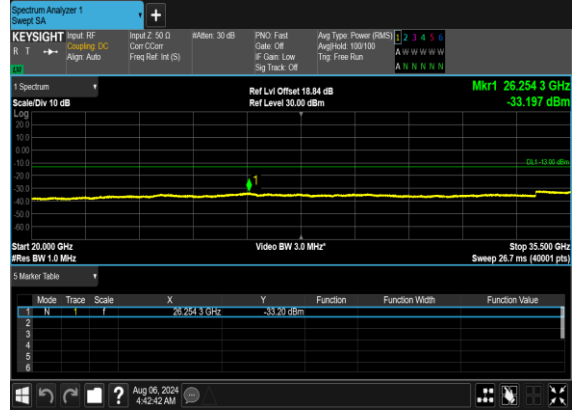 Spectrum Analyzer 1
Swept SA
+
KEYSIGHT Input: RF Input Z: 50 Ω #Atten: 30 dB PNO: Fast Avg Type: Power (RMS) 1 2 3 4 5 6
R T Coupling: DC Corr CCorr Gate: Off Avg|Hold: 100/100 A W W W W W
Align: Auto Freq Ref: Int (S) IF Gain: Low Trig: Free Run
Sig Track: Off A N N N N N
1 Spectrum Ref Lvl Offset 18.84 dB Mkr1 26.254 3 GHz
Scale/Div 10 dB Ref Level 30.00 dBm -33.197 dBm
Log
20.0
10.0
0.00
-10.0 DL1 -13.00 dBm
-20.0 1
-30.0
-40.0
-50.0
-60.0
Start 20.000 GHz Video BW 3.0 MHz* Stop 35.500 GHz
#Res BW 1.0 MHz Sweep 26.7 ms (40001 pts)
5 Marker Table
Mode Trace Scale X Y Function Function Width Function Value
1 N 1 f 26.254 3 GHz -33.20 dBm
2
3
4
5
6
? Aug 06, 2024
4:42:42 AM